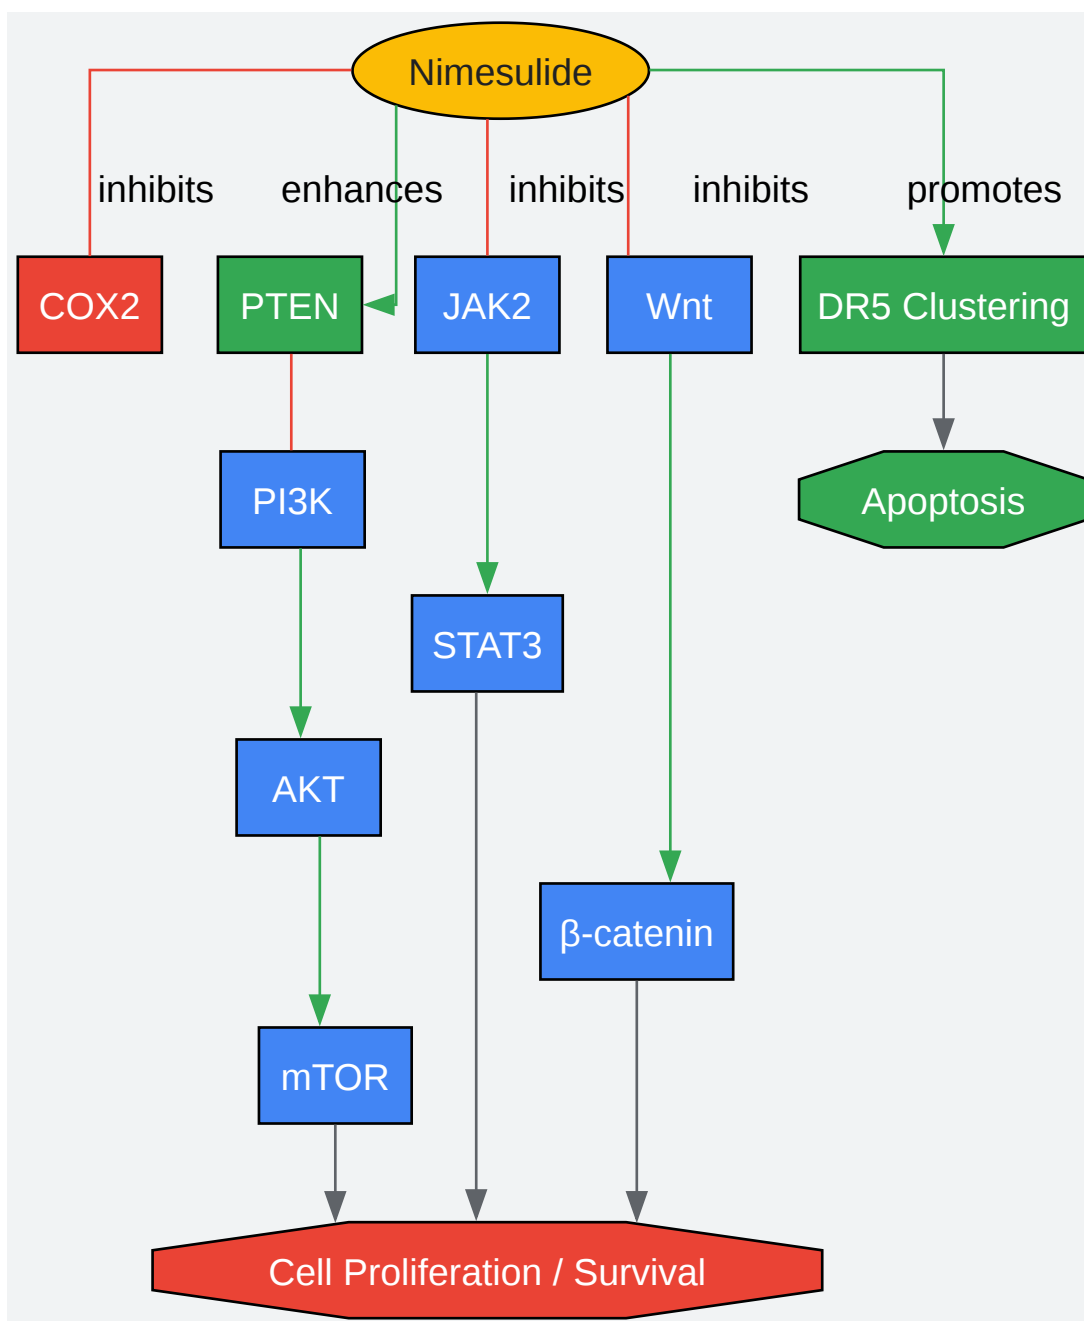 Nimesulide
inhibits
enhances
inhibits
inhibits
promotes
COX2
PTEN
JAK2
Wnt
DR5 Clustering
PI3K
Apoptosis
STAT3
AKT
β-catenin
mTOR
Cell Proliferation / Survival